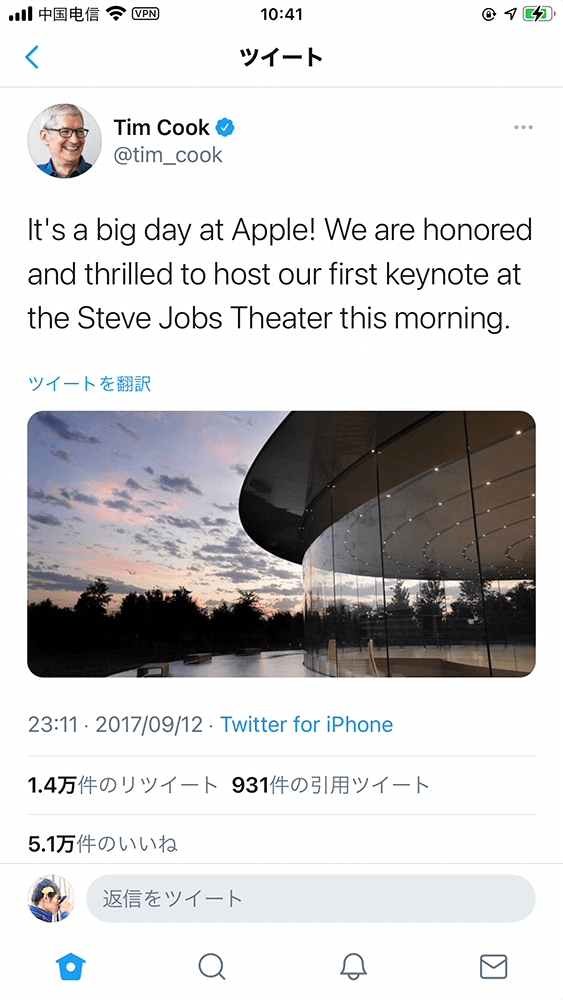 中国电信 VPN 10:41
ツイート
Tim Cook
@tim_cook
It's a big day at Apple! We are honored
and thrilled to host our first keynote at
the Steve Jobs Theater this morning.
ツイートを翻訳
23:11 · 2017/09/12 · Twitter for iPhone
1.4万件のリツイート 931件の引用ツイート
5.1万件のいいね
返信をツイート